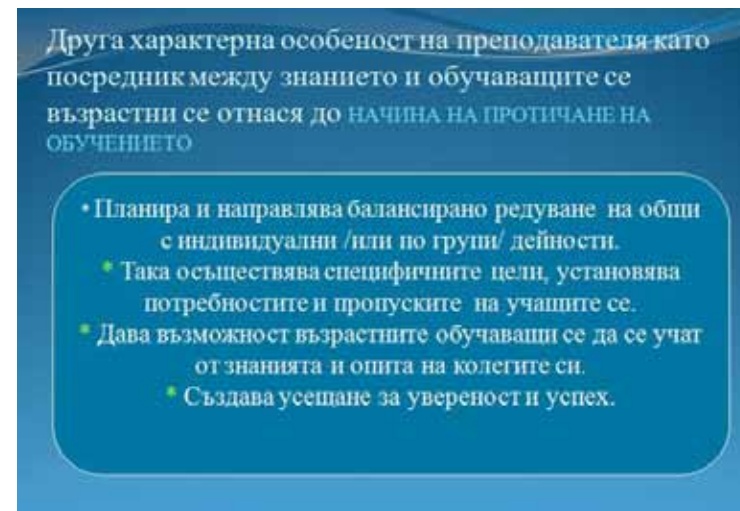 Друга характерна особеност на преподавателя като
посредник между знанието и обучаващите се
възрастни се отнася до НАЧИНА НА ПРОТИЧАНЕ НА
ОБУЧЕНИЕТО
• Планира и направлява балансирано редуване на общи
с индивидуални /или по групи/ дейности.
* Така осъществява специфичните цели, установява
потребностите и пропуските на учащите се.
* Дава възможност възрастните обучаващи се да се учат
от знанията и опита на колегите си.
* Създава усещане за увереност и успех.